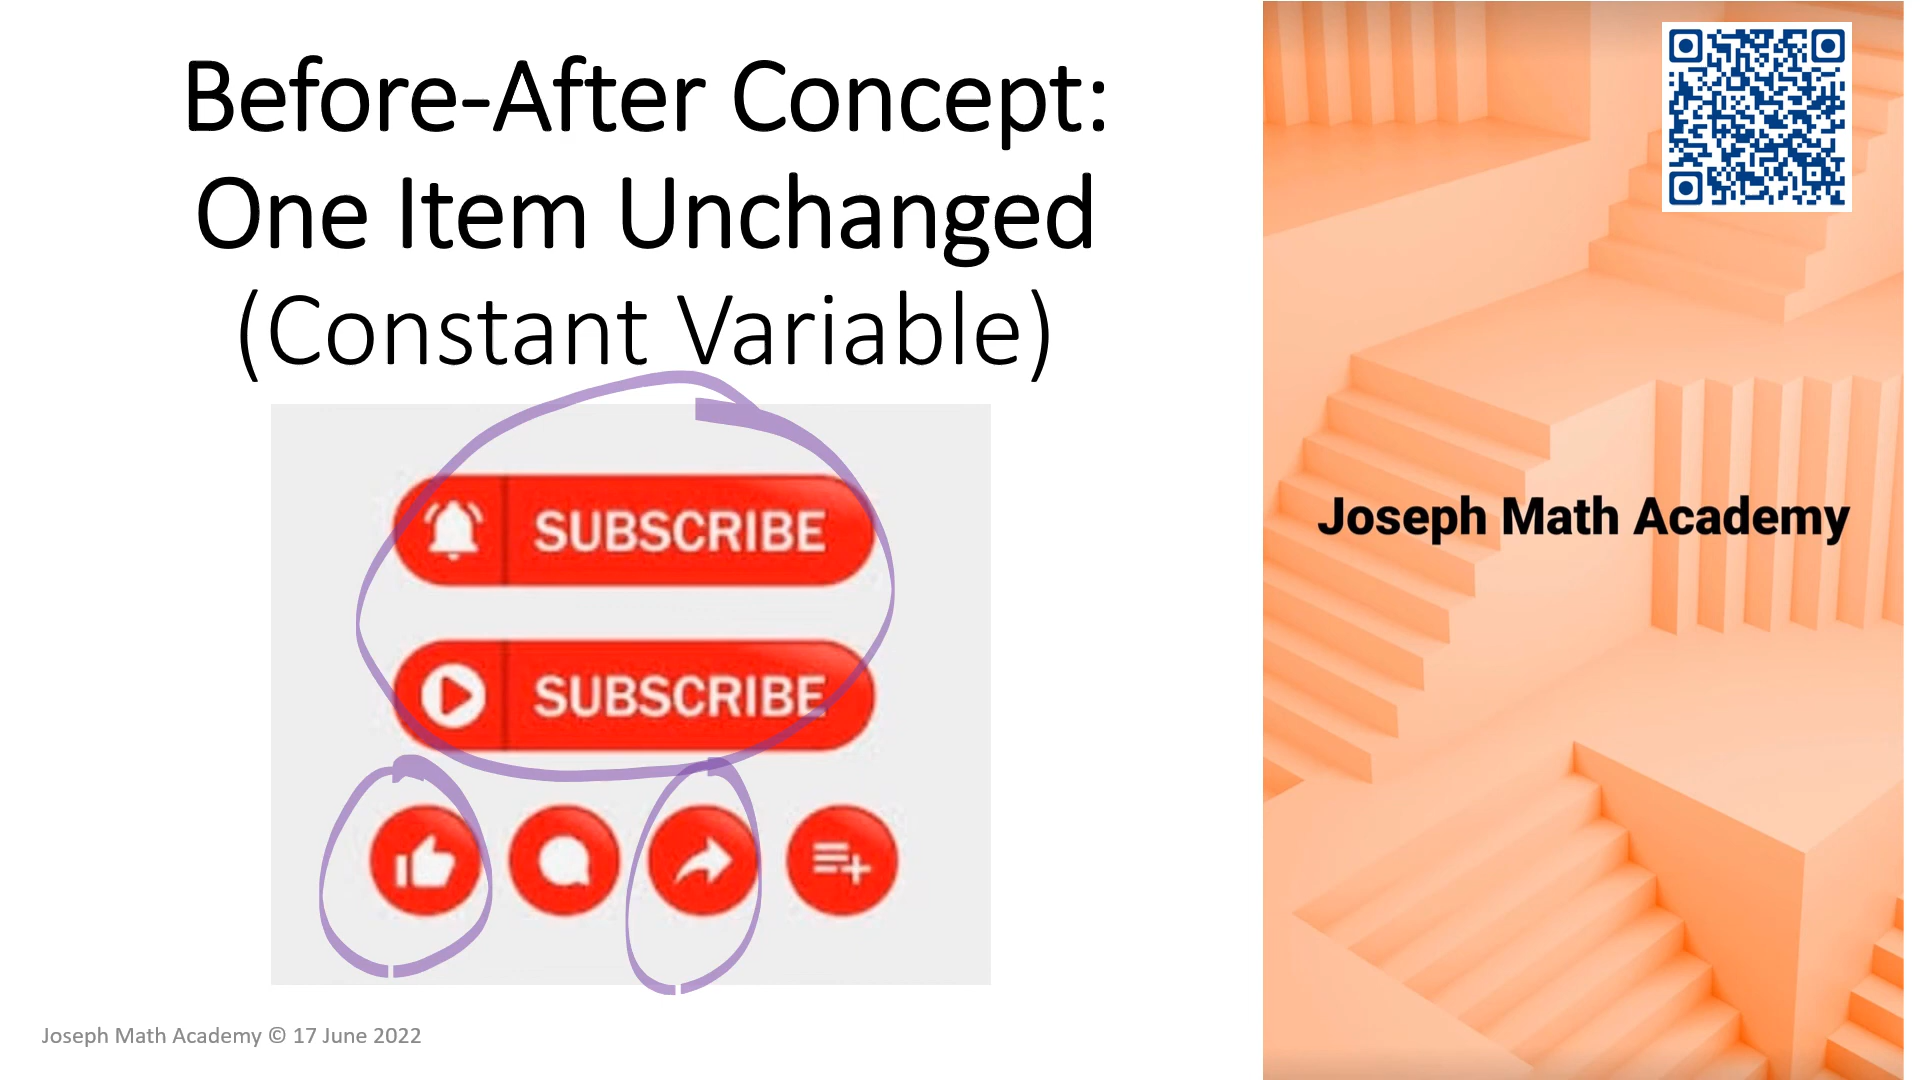 Before-After Concept:
One Item Unchanged
(Constant Variable)
SUBSCRIBE
SUBSCRIBE
Joseph Math Academy
Joseph Math Academy © 17 June 2022